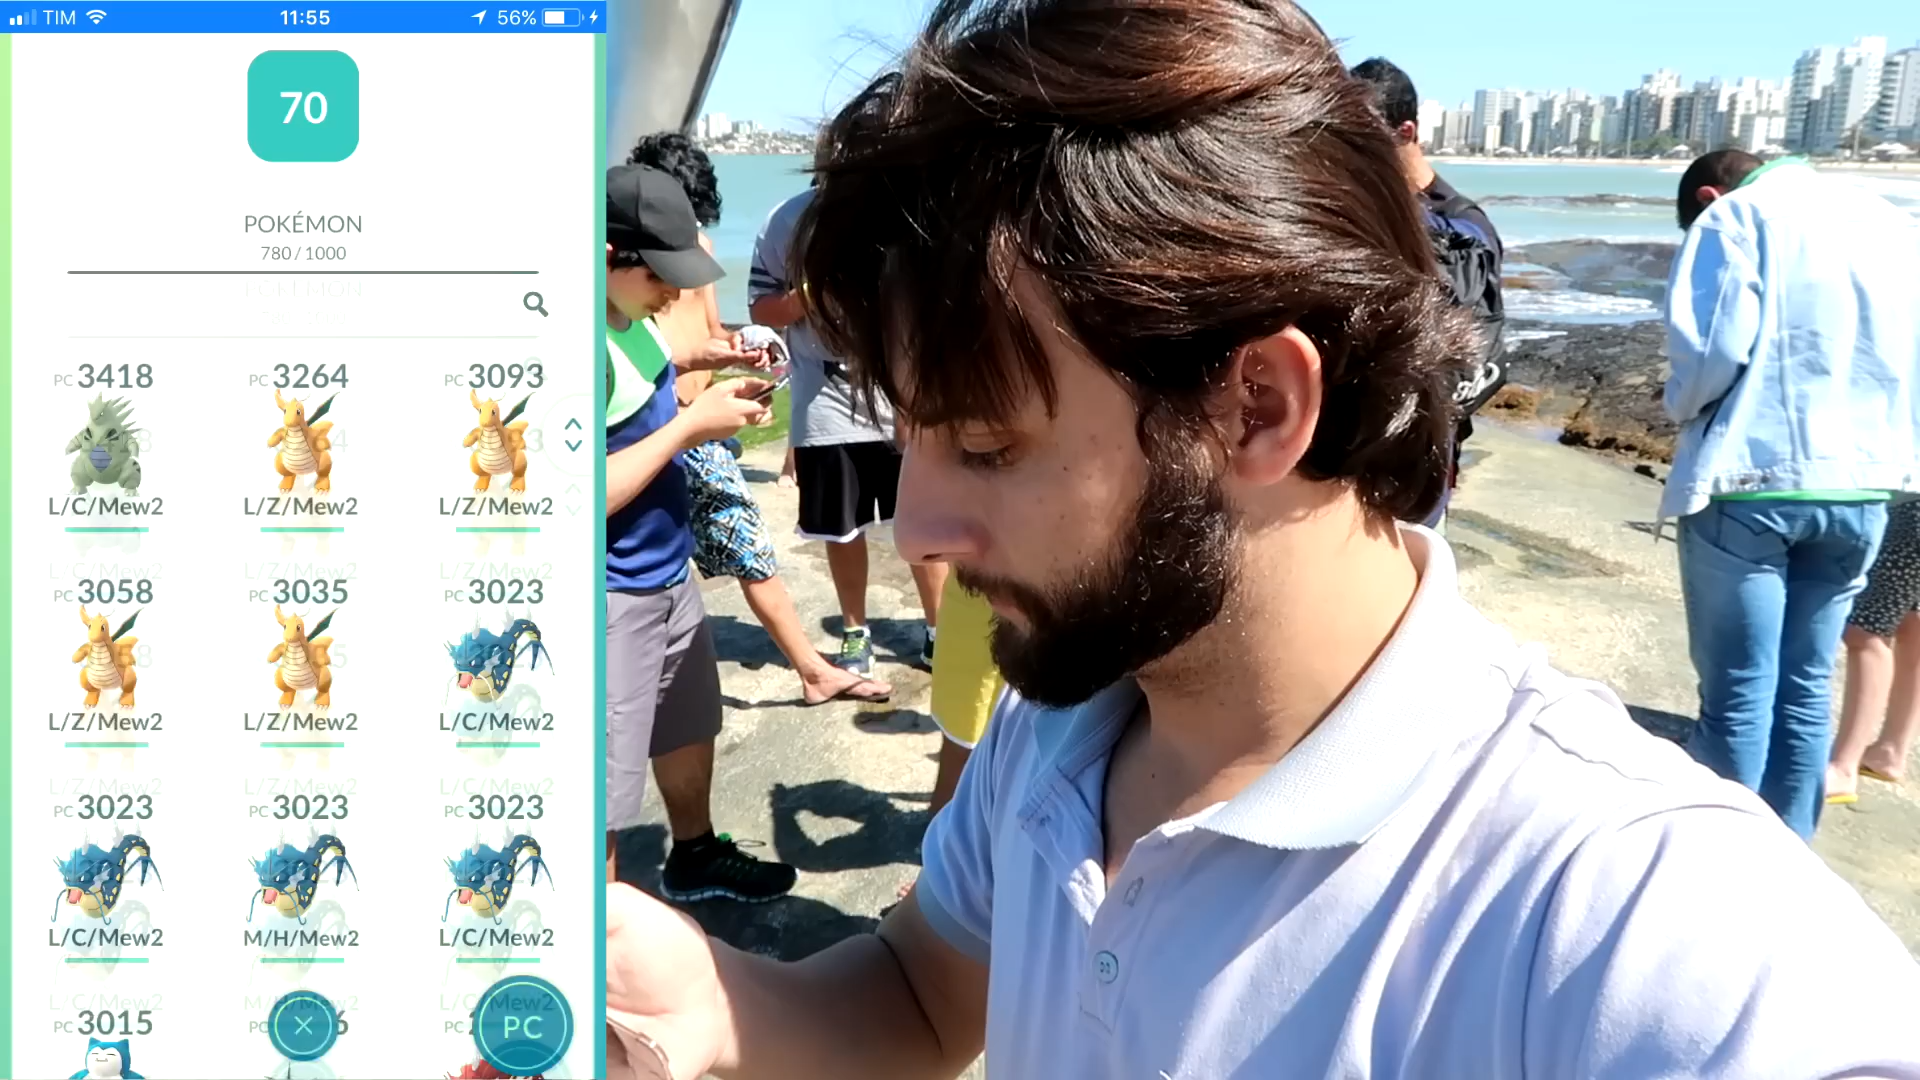 TIM 11:55 56%
70
POKÉMON
780 / 1000
PC 3418 PC 3264 PC 3093
L/C/Mew2 L/Z/Mew2 L/Z/Mew2
PC 3058 PC 3035 PC 3023
L/Z/Mew2 L/Z/Mew2 L/C/Mew2
PC 3023 PC 3023 PC 3023
L/C/Mew2 M/H/Mew2 L/C/Mew2
PC 3015 PC PC
PC